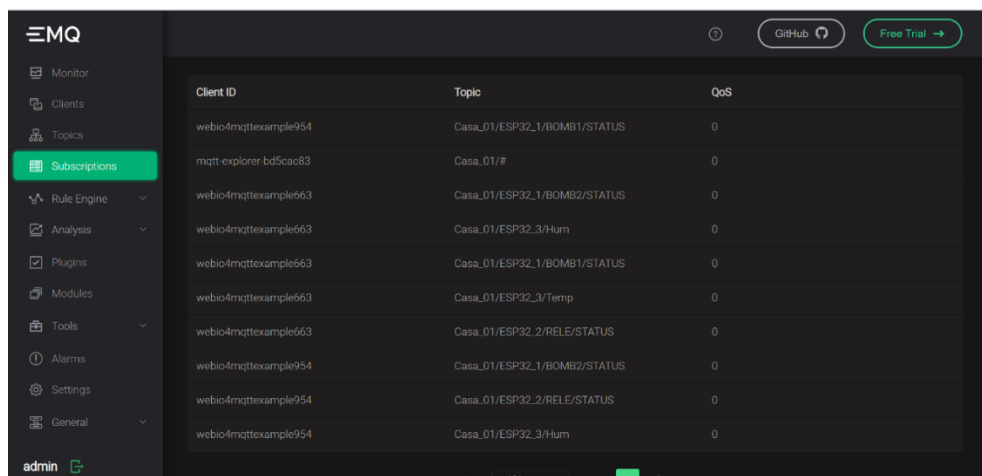 EMQ
GitHub
Free Trial →
Monitor
Clients
Topics
Subscriptions
Rule Engine
Analysis
Plugins
Modules
Tools
Alarms
Settings
General
admin
Client ID Topic QoS
webio4mqttexample954 Casa_01/ESP32_1/BOMB1/STATUS 0
mqtt-explorer-bd5cac83 Casa_01/# 0
webio4mqttexample663 Casa_01/ESP32_1/BOMB2/STATUS 0
webio4mqttexample663 Casa_01/ESP32_3/Hum 0
webio4mqttexample663 Casa_01/ESP32_1/BOMB1/STATUS 0
webio4mqttexample663 Casa_01/ESP32_3/Temp 0
webio4mqttexample663 Casa_01/ESP32_2/RELE/STATUS 0
webio4mqttexample954 Casa_01/ESP32_1/BOMB2/STATUS 0
webio4mqttexample954 Casa_01/ESP32_2/RELE/STATUS 0
webio4mqttexample954 Casa_01/ESP32_3/Hum 0